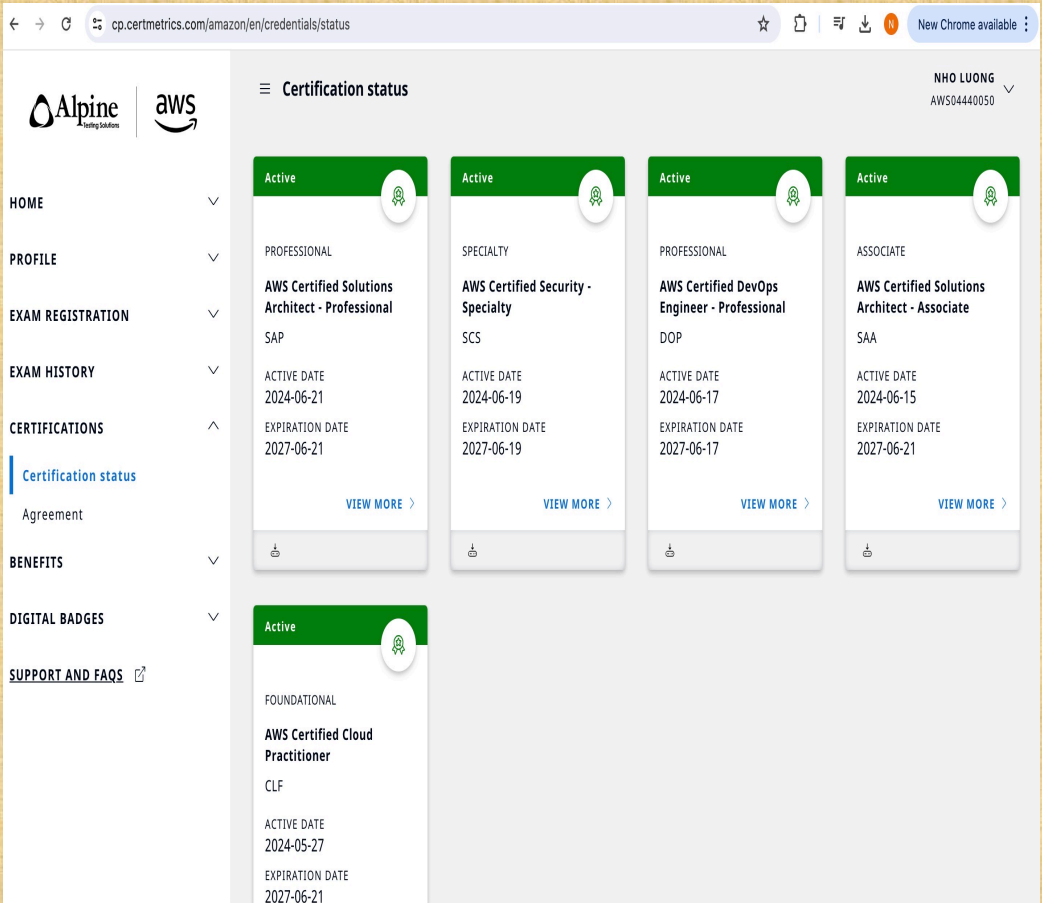 cp.certmetrics.com/amazon/en/credentials/status
N
New Chrome available
Alpine
Testing Solutions
aws
Certification status
NHO LUONG
AWS04440050
HOME
PROFILE
EXAM REGISTRATION
EXAM HISTORY
CERTIFICATIONS
Certification status
Agreement
BENEFITS
DIGITAL BADGES
SUPPORT AND FAQS
Active
PROFESSIONAL
AWS Certified Solutions
Architect - Professional
SAP
ACTIVE DATE
2024-06-21
EXPIRATION DATE
2027-06-21
VIEW MORE
Active
SPECIALTY
AWS Certified Security -
Specialty
SCS
ACTIVE DATE
2024-06-19
EXPIRATION DATE
2027-06-19
VIEW MORE
Active
PROFESSIONAL
AWS Certified DevOps
Engineer - Professional
DOP
ACTIVE DATE
2024-06-17
EXPIRATION DATE
2027-06-17
VIEW MORE
Active
ASSOCIATE
AWS Certified Solutions
Architect - Associate
SAA
ACTIVE DATE
2024-06-15
EXPIRATION DATE
2027-06-21
VIEW MORE
Active
FOUNDATIONAL
AWS Certified Cloud
Practitioner
CLF
ACTIVE DATE
2024-05-27
EXPIRATION DATE
2027-06-21